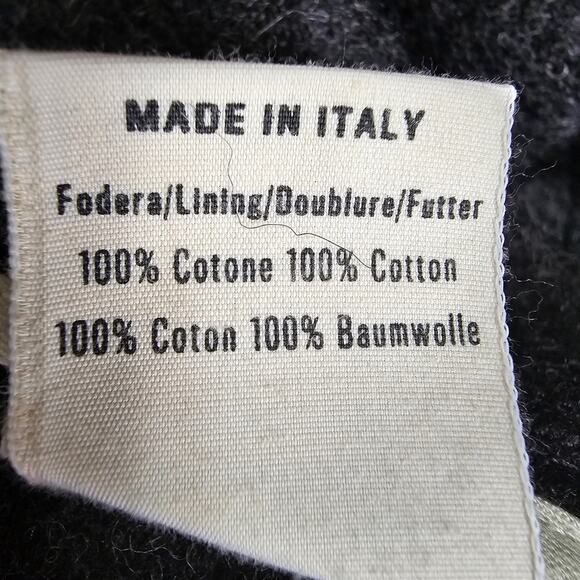 MADE IN ITALY
Fodera/Lining/Doublure/Futter
100% Cotone 100% Cotton
100% Coton 100% Baumwolle